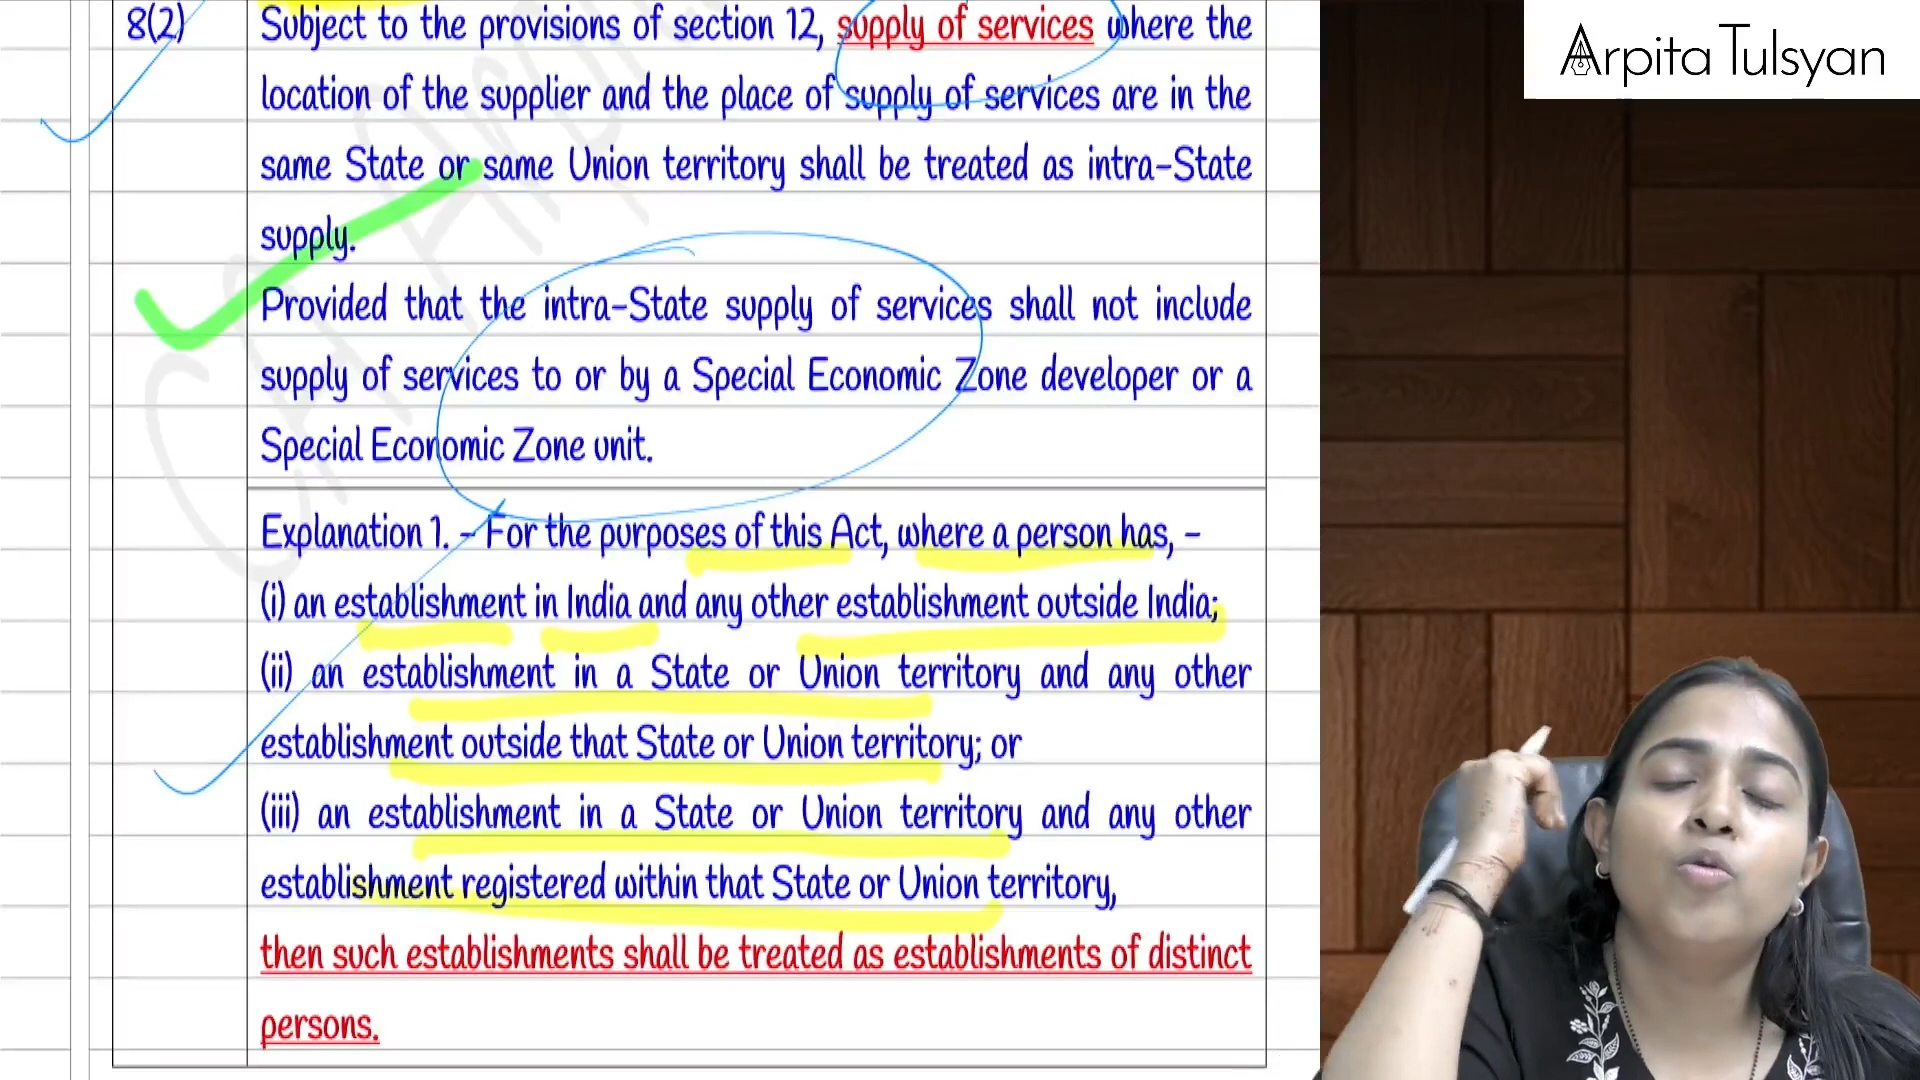 Arpita Tulsyan
8(2)
Subject to the provisions of section 12, supply of services where the
location of the supplier and the place of supply of services are in the
same State or same Union territory shall be treated as intra-State
supply.
Provided that the intra-State supply of services shall not include
supply of services to or by a Special Economic Zone developer or a
Special Economic Zone unit.
Explanation 1. – For the purposes of this Act, where a person has, –
(i) an establishment in India and any other establishment outside India;
(ii) an establishment in a State or Union territory and any other
establishment outside that State or Union territory; or
(iii) an establishment in a State or Union territory and any other
establishment registered within that State or Union territory,
then such establishments shall be treated as establishments of distinct
persons.